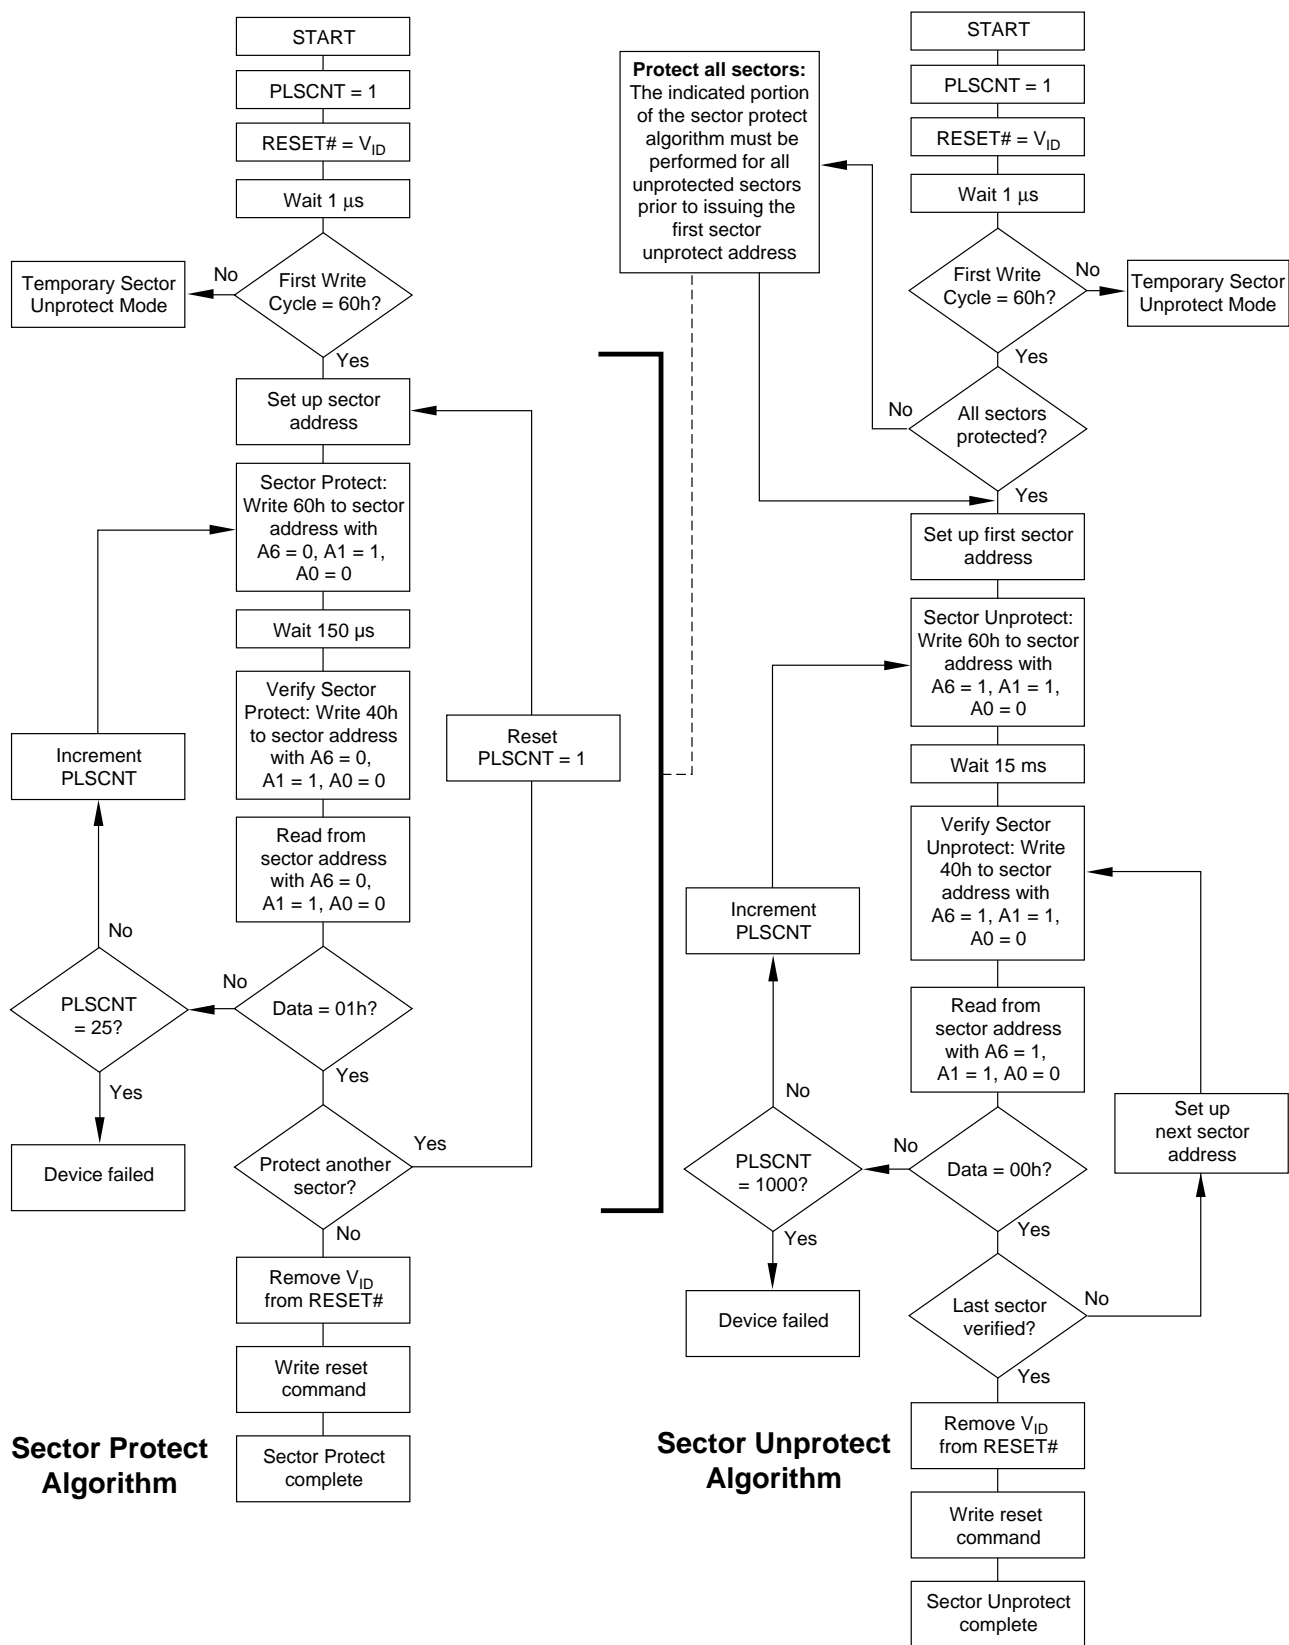 START
PLSCNT = 1
RESET# = VID
Wait 1 μs
First Write
Cycle = 60h?
No
Temporary Sector
Unprotect Mode
Yes
Set up sector
address
Sector Protect:
Write 60h to sector
address with
A6 = 0, A1 = 1,
A0 = 0
Wait 150 µs
Verify Sector
Protect: Write 40h
to sector address
with A6 = 0,
A1 = 1, A0 = 0
Increment
PLSCNT
Reset
PLSCNT = 1
Read from
sector address
with A6 = 0,
A1 = 1, A0 = 0
No
PLSCNT
= 25?
No
Data = 01h?
Yes
Yes
Device failed
Protect another
sector?
Yes
No
Remove VID
from RESET#
Write reset
command
Sector Protect
complete
Sector Protect
Algorithm
Protect all sectors:
The indicated portion
of the sector protect
algorithm must be
performed for all
unprotected sectors
prior to issuing the
first sector
unprotect address
START
PLSCNT = 1
RESET# = VID
Wait 1 μs
First Write
Cycle = 60h?
No
Temporary Sector
Unprotect Mode
Yes
All sectors
protected?
No
Yes
Set up first sector
address
Sector Unprotect:
Write 60h to sector
address with
A6 = 1, A1 = 1,
A0 = 0
Wait 15 ms
Verify Sector
Unprotect: Write
40h to sector
address with
A6 = 1, A1 = 1,
A0 = 0
Increment
PLSCNT
Read from
sector address
with A6 = 1,
A1 = 1, A0 = 0
Set up
next sector
address
No
PLSCNT
= 1000?
No
Data = 00h?
Yes
Yes
Device failed
Last sector
verified?
No
Yes
Remove VID
from RESET#
Write reset
command
Sector Unprotect
complete
Sector Unprotect
Algorithm